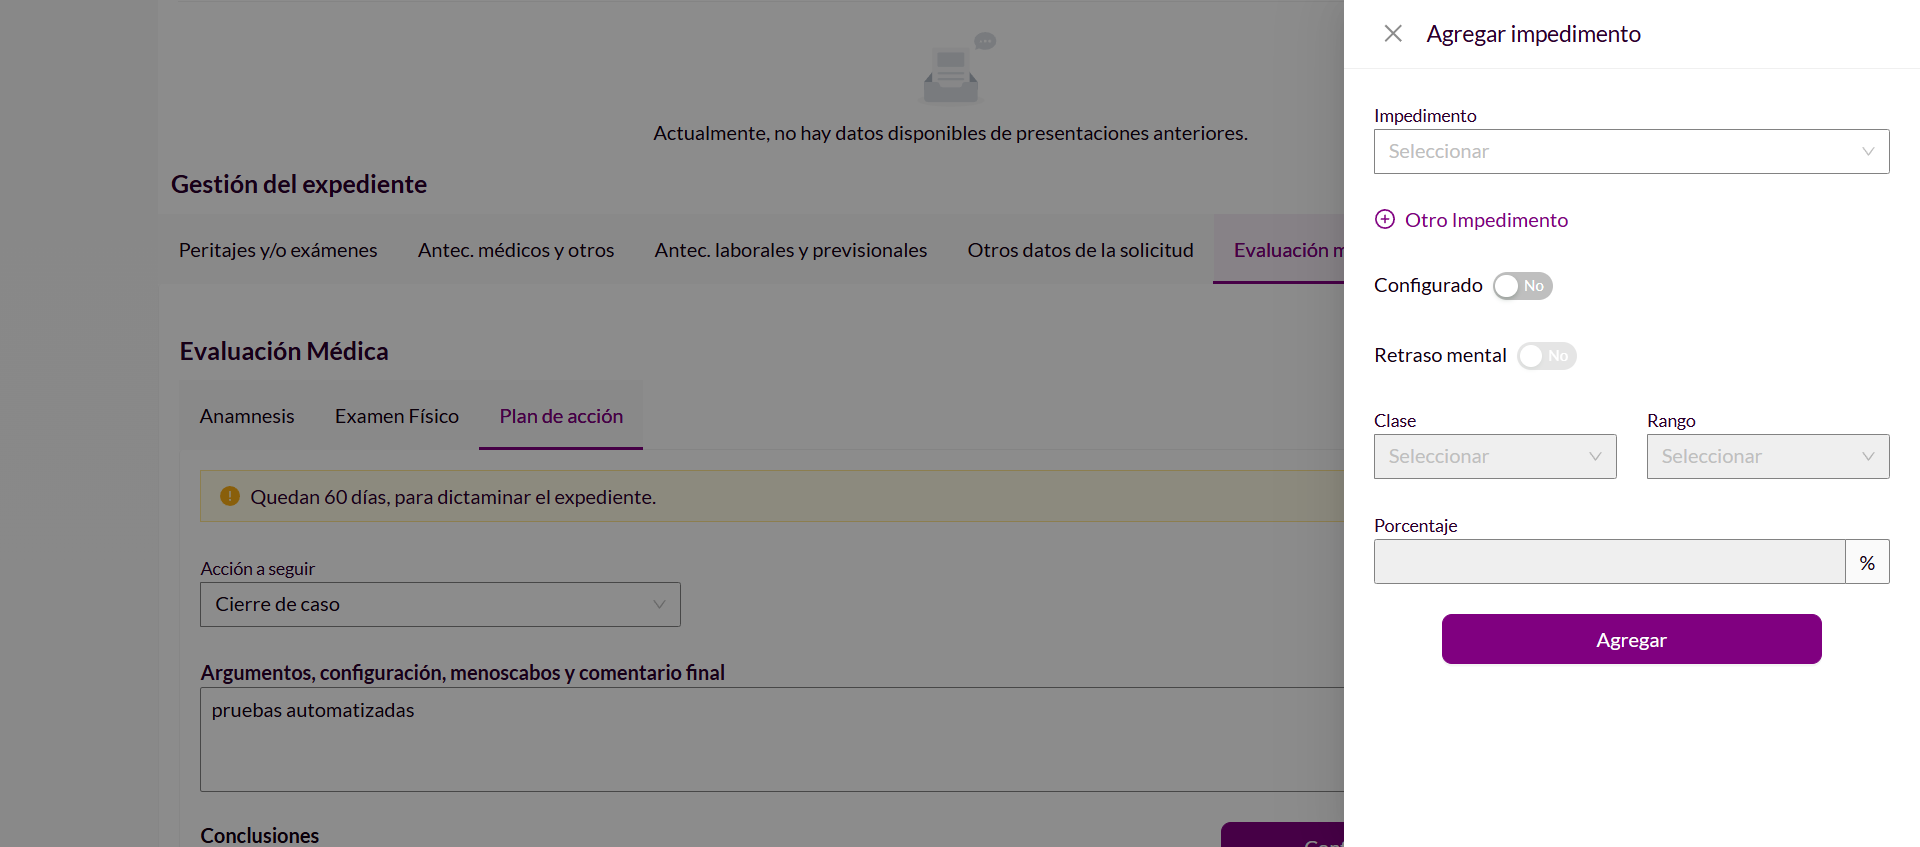 Actualmente, no hay datos disponibles de presentaciones anteriores.
Gestión del expediente
Peritajes y/o exámenes
Antec. médicos y otros
Antec. laborales y previsionales
Otros datos de la solicitud
Evaluación
Evaluación Médica
Anamnesis
Examen Físico
Plan de acción
Quedan 60 días, para dictaminar el expediente.
Acción a seguir
Cierre de caso
Argumentos, configuración, menoscabos y comentario final
pruebas automatizadas
Conclusiones
Agregar impedimento
Impedimento
Seleccionar
Otro Impedimento
Configurado No
Retraso mental No
Clase
Seleccionar
Rango
Seleccionar
Porcentaje
%
Agregar